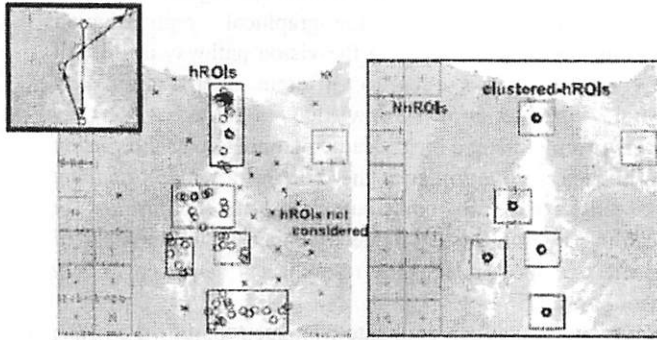 hROIs
clustered-hROIs
NhROIs
hROIs not
considered